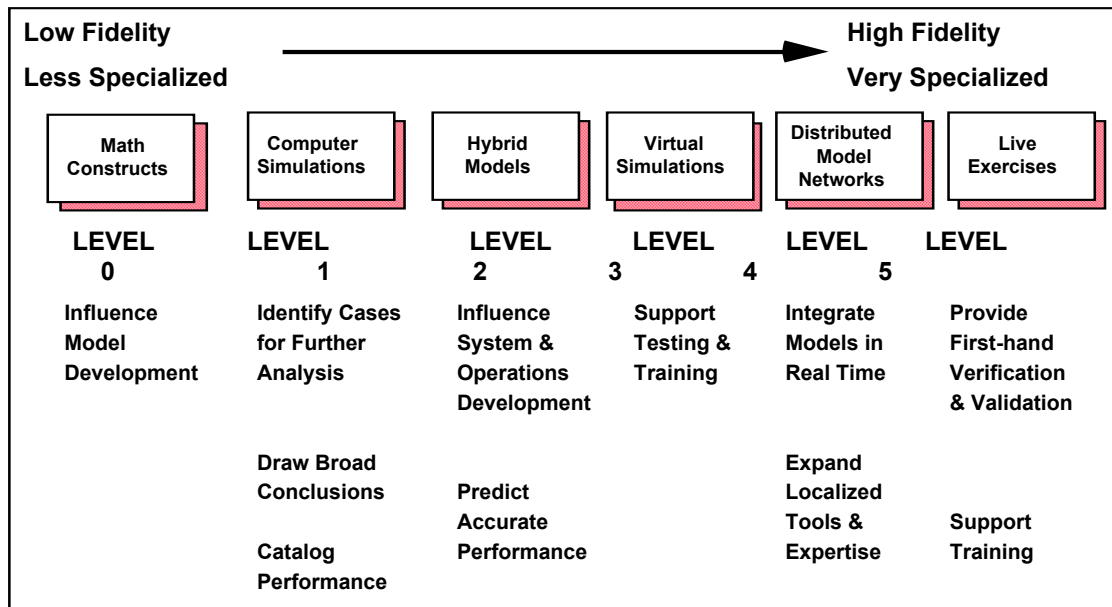 Low Fidelity
Less Specialized
High Fidelity
Very Specialized
Math
Constructs
Computer
Simulations
Hybrid
Models
Virtual
Simulations
Distributed
Model
Networks
Live
Exercises
LEVEL LEVEL LEVEL LEVEL LEVEL LEVEL
0 1 2 3 4 5
Influence
Model
Development
Identify Cases
for Further
Analysis
Draw Broad
Conclusions
Catalog
Performance
Influence
System &
Operations
Development
Predict
Accurate
Performance
Support
Testing &
Training
Integrate
Models in
Real Time
Expand
Localized
Tools &
Expertise
Provide
First-hand
Verification
& Validation
Support
Training